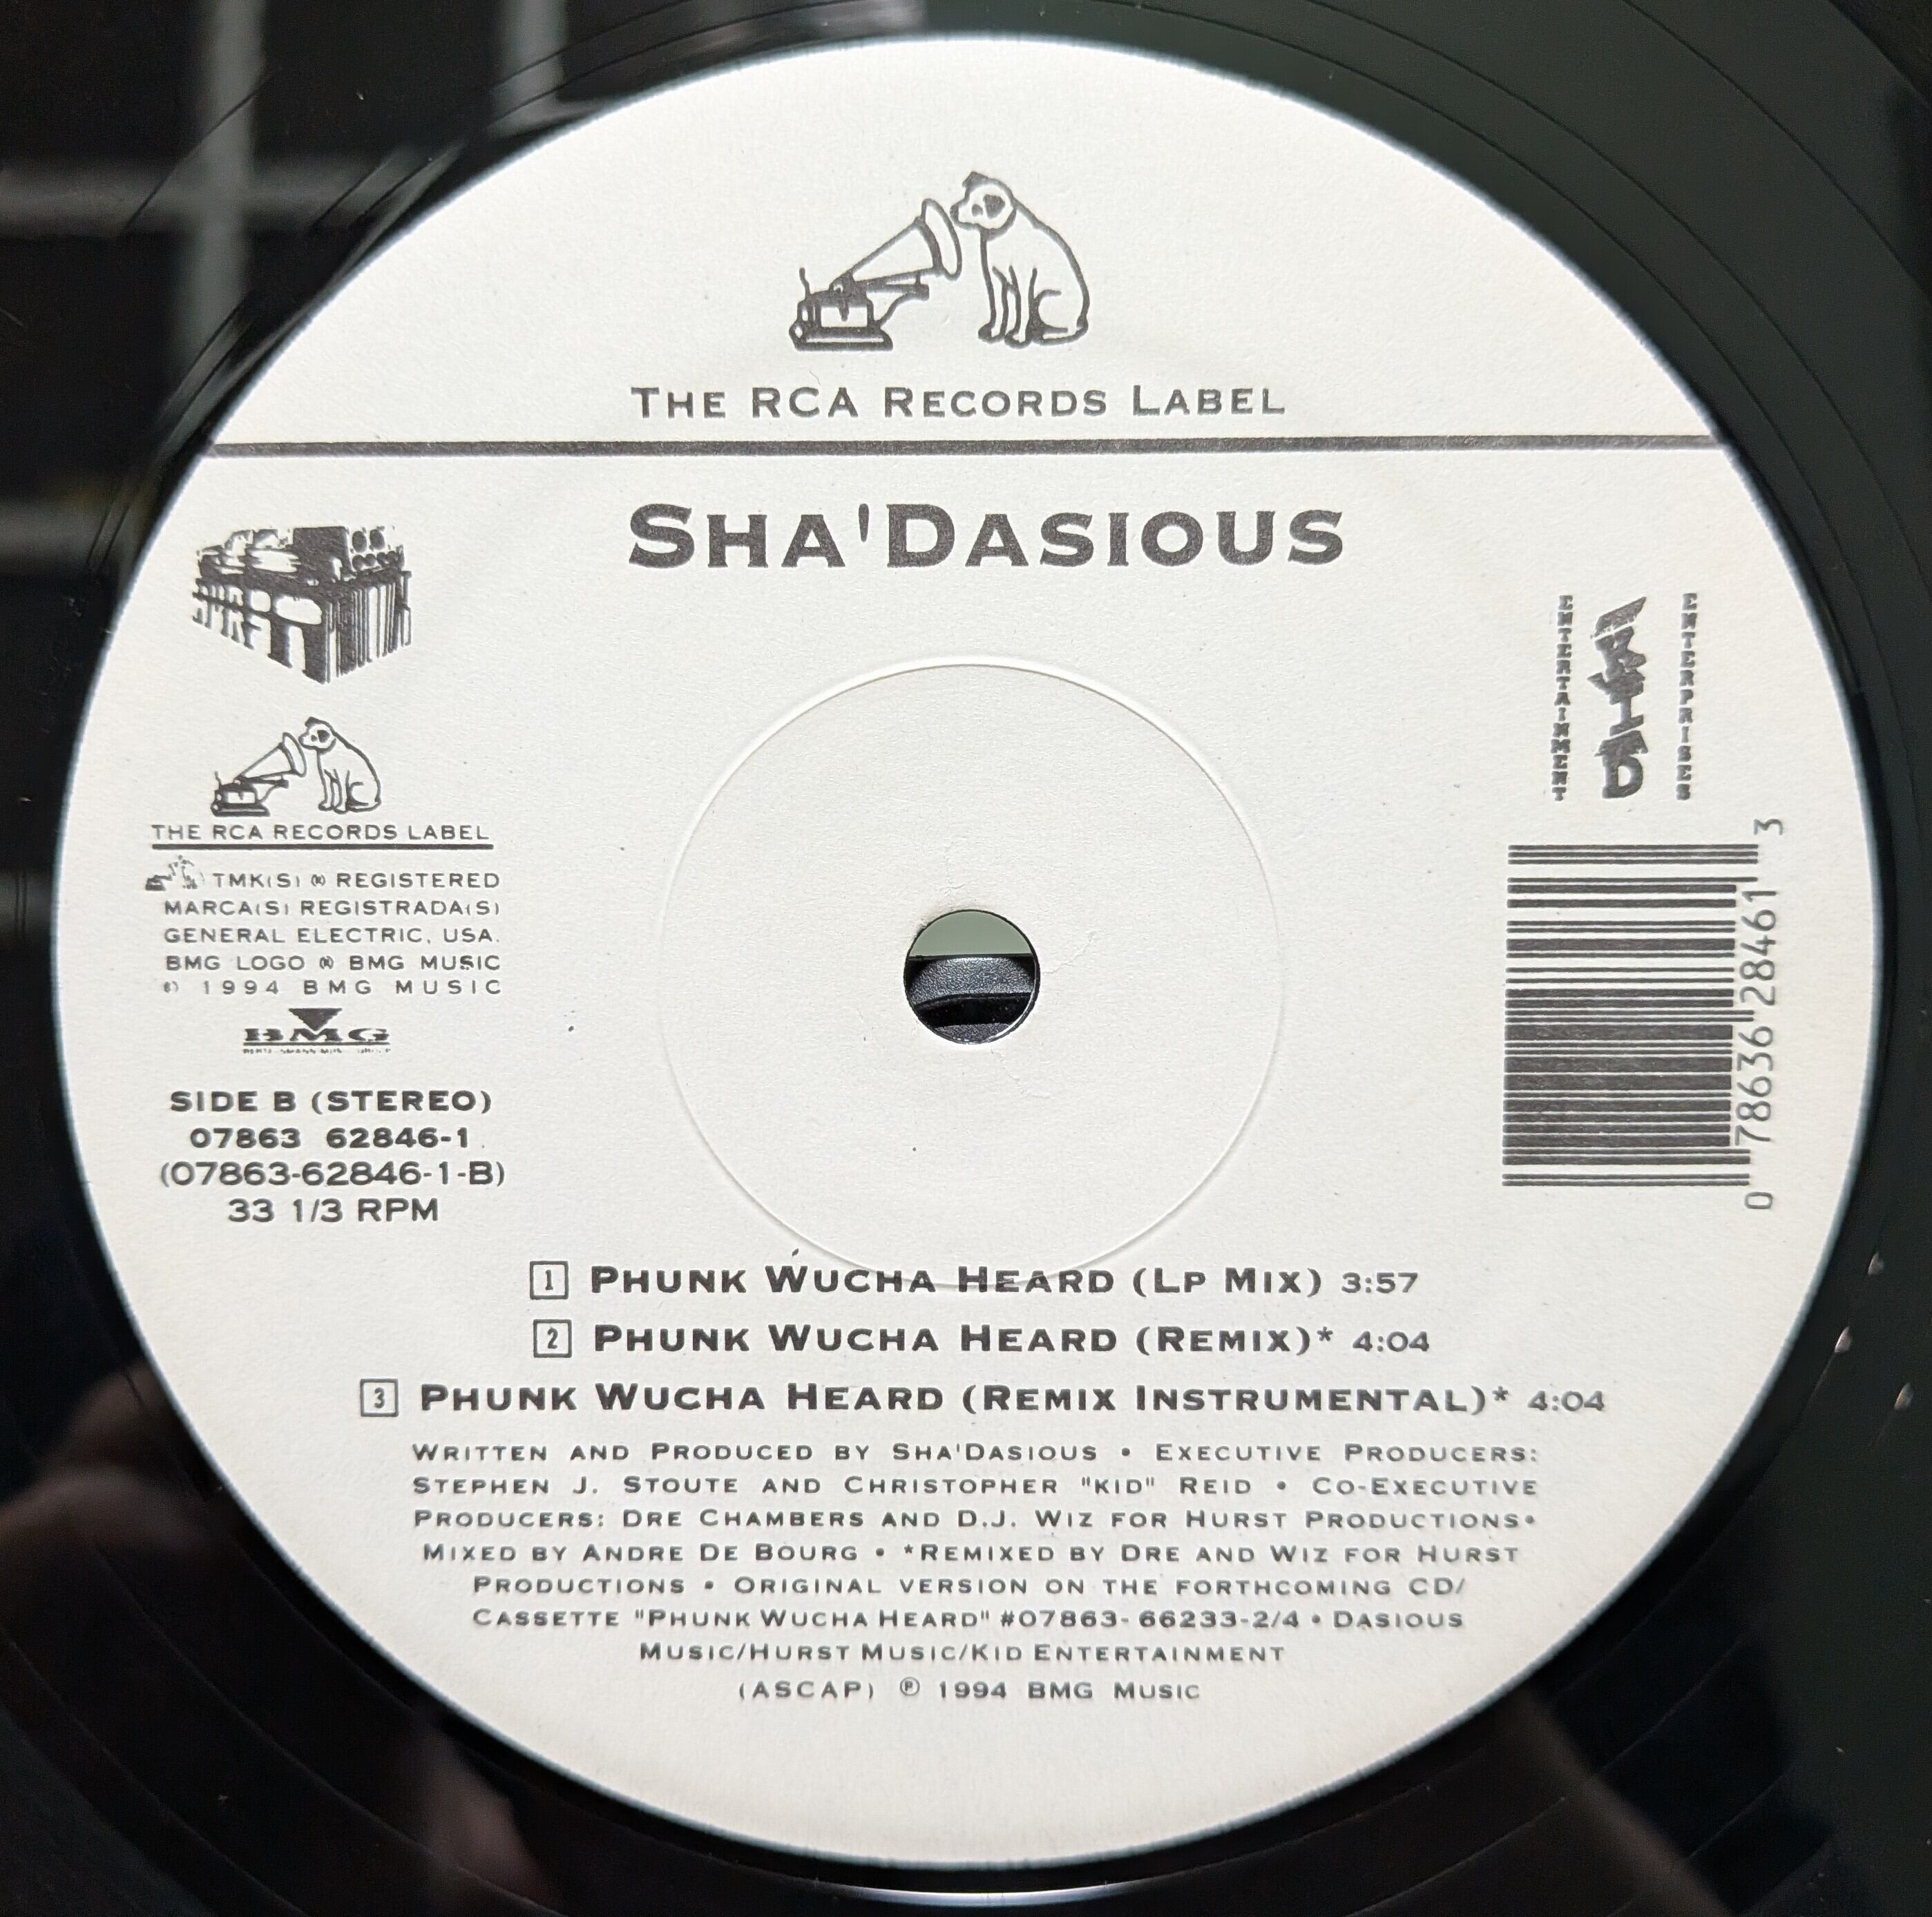 THE RCA RECORDS LABEL
SHA'DASIOUS
ENTERPRISES
KID
ENTERTAINMENT
THE RCA RECORDS LABEL
TMK(S) ® REGISTERED
MARCA(S) REGISTRADA(S)
GENERAL ELECTRIC, USA.
BMG LOGO ® BMG MUSIC
© 1994 BMG MUSIC
BMG
SIDE B (STEREO)
07863 62846-1
(07863-62846-1-B)
33 1/3 RPM
0 78636 28461 3
1 PHUNK WUCHA HEARD (LP MIX) 3:57
2 PHUNK WUCHA HEARD (REMIX)* 4:04
3 PHUNK WUCHA HEARD (REMIX INSTRUMENTAL)* 4:04
WRITTEN AND PRODUCED BY SHA'DASIOUS • EXECUTIVE PRODUCERS:
STEPHEN J. STOUTE AND CHRISTOPHER "KID" REID • CO-EXECUTIVE
PRODUCERS: DRE CHAMBERS AND D.J. WIZ FOR HURST PRODUCTIONS•
MIXED BY ANDRE DE BOURG • *REMIXED BY DRE AND WIZ FOR HURST
PRODUCTIONS • ORIGINAL VERSION ON THE FORTHCOMING CD/
CASSETTE "PHUNK WUCHA HEARD" #07863- 66233-2/4 • DASIOUS
MUSIC/HURST MUSIC/KID ENTERTAINMENT
(ASCAP) ℗ 1994 BMG MUSIC